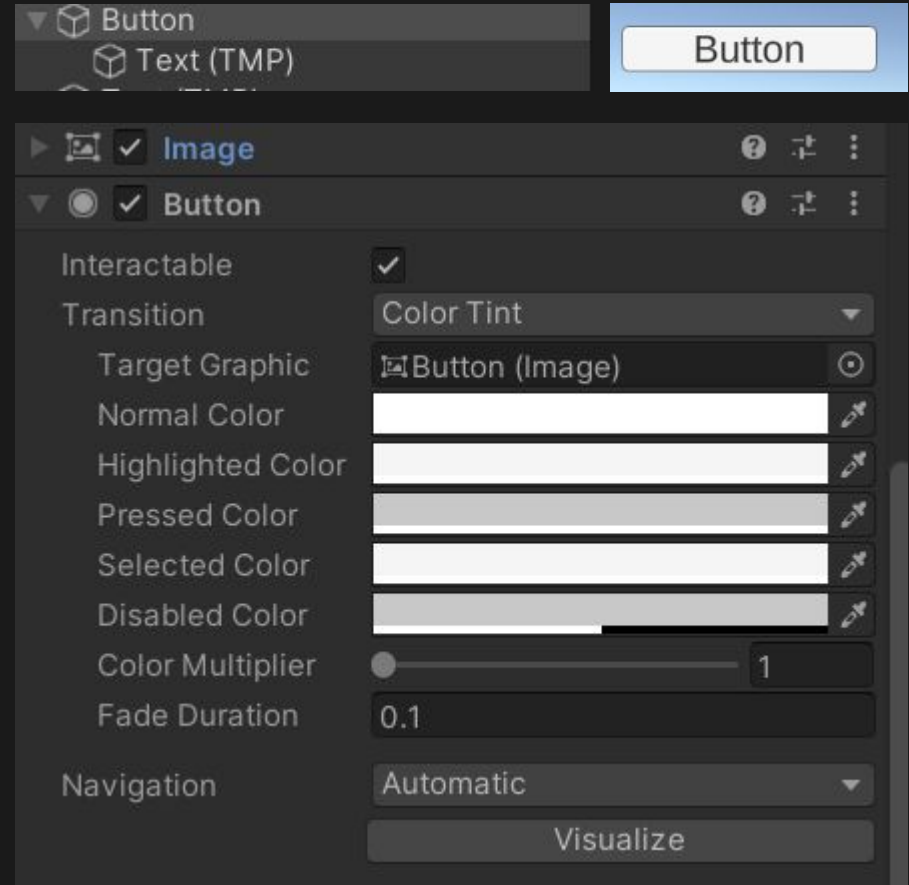 Button
Text (TMP)
Button
Image
Button
Interactable
Transition Color Tint
Target Graphic Button (Image)
Normal Color
Highlighted Color
Pressed Color
Selected Color
Disabled Color
Color Multiplier 1
Fade Duration 0.1
Navigation Automatic
Visualize